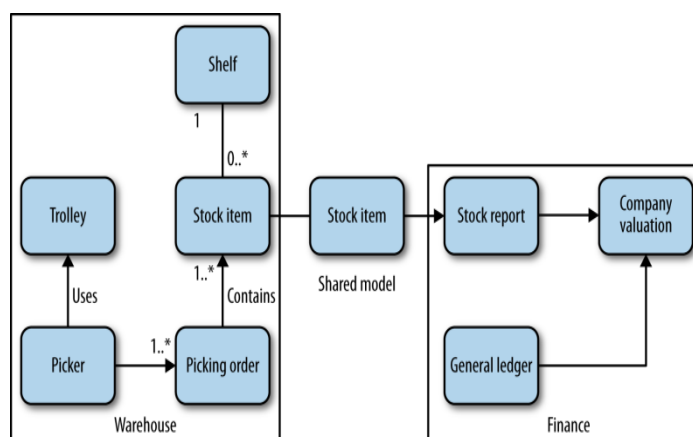 Shelf
1
0..*
Trolley
Stock item
Stock item
Stock report
Company
valuation
1..*
Shared model
Uses
Contains
1..*
Picker
Picking order
General ledger
Warehouse
Finance